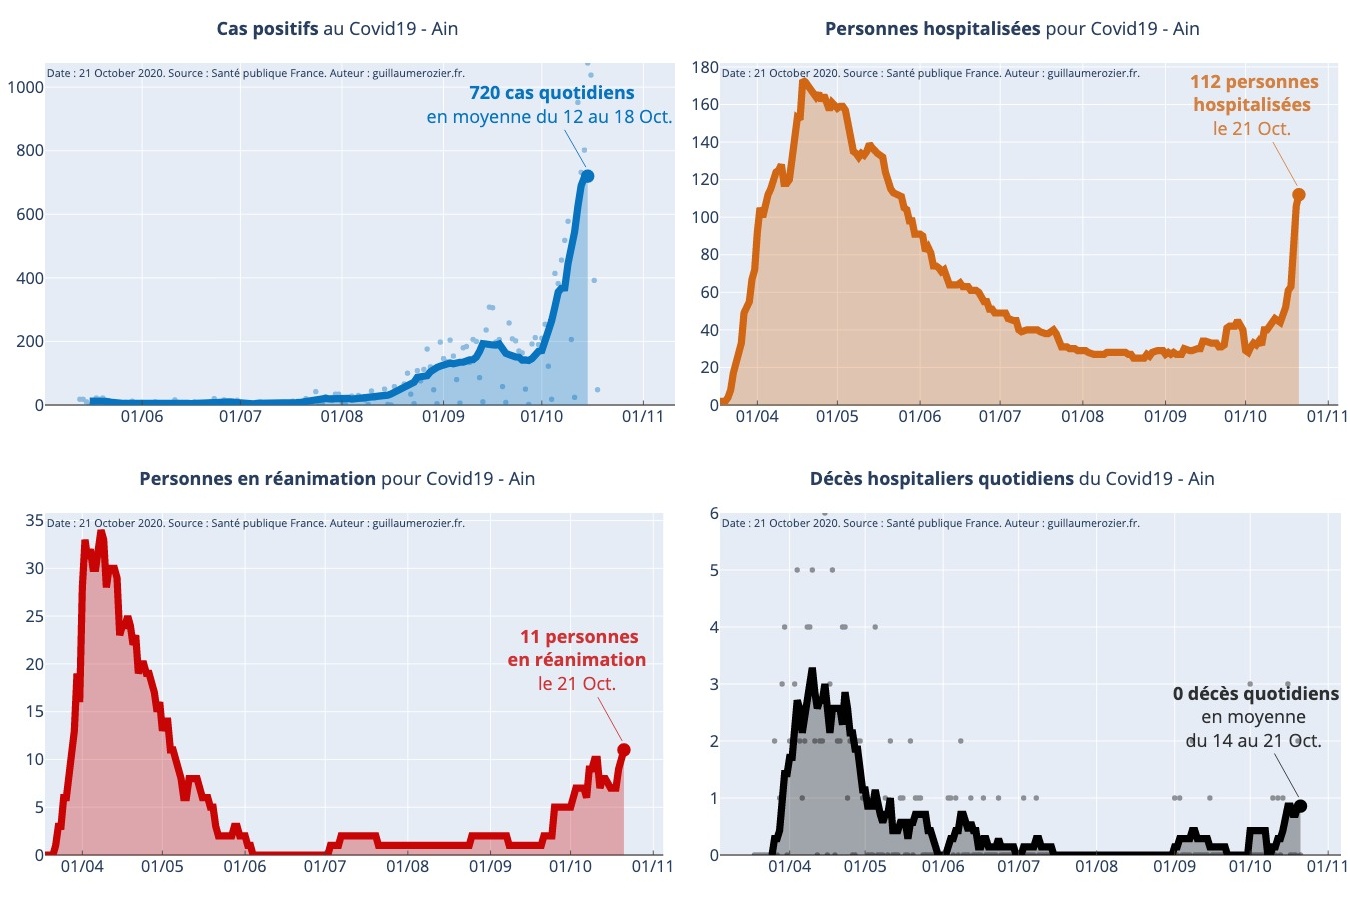 Cas positifs au Covid19 - Ain
Date : 21 October 2020. Source : Santé publique France. Auteur : guillaumerozier.fr.
720 cas quotidiens
en moyenne du 12 au 18 Oct.
1000
800
600
400
200
0
01/06 01/07 01/08 01/09 01/10 01/11
Personnes hospitalisées pour Covid19 - Ain
Date : 21 October 2020. Source : Santé publique France. Auteur : guillaumerozier.fr.
112 personnes
hospitalisées
le 21 Oct.
180
160
140
120
100
80
60
40
20
0
01/04 01/05 01/06 01/07 01/08 01/09 01/10 01/11
Personnes en réanimation pour Covid19 - Ain
Date : 21 October 2020. Source : Santé publique France. Auteur : guillaumerozier.fr.
11 personnes
en réanimation
le 21 Oct.
35
30
25
20
15
10
5
0
01/04 01/05 01/06 01/07 01/08 01/09 01/10 01/11
Décès hospitaliers quotidiens du Covid19 - Ain
Date : 21 October 2020. Source : Santé publique France. Auteur : guillaumerozier.fr.
0 décès quotidiens
en moyenne
du 14 au 21 Oct.
6
5
4
3
2
1
0
01/04 01/05 01/06 01/07 01/08 01/09 01/10 01/11